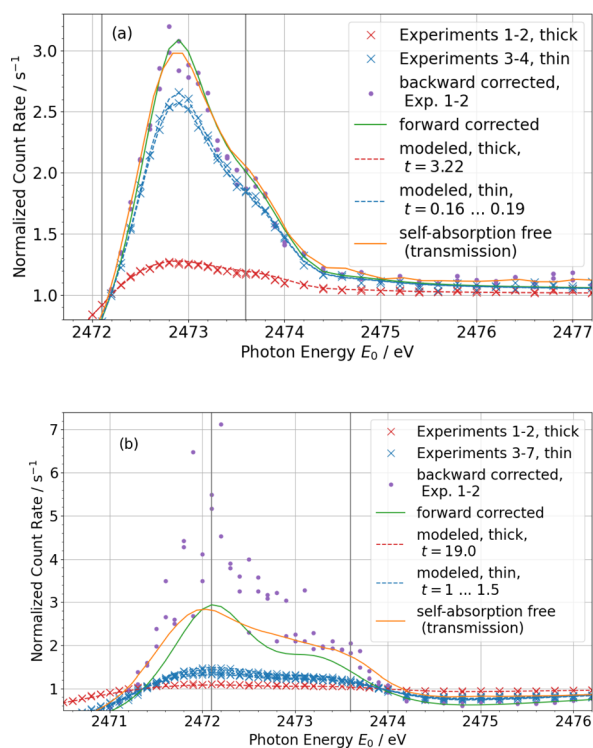 (a)
Experiments 1-2, thick
Experiments 3-4, thin
backward corrected,
Exp. 1-2
forward corrected
modeled, thick,
t = 3.22
modeled, thin,
t = 0.16 ... 0.19
self-absorption free
(transmission)
Normalized Count Rate / s⁻¹
3.0
2.5
2.0
1.5
1.0
2472 2473 2474 2475 2476 2477
Photon Energy E₀ / eV
(b)
Experiments 1-2, thick
Experiments 3-7, thin
backward corrected,
Exp. 1-2
forward corrected
modeled, thick,
t = 19.0
modeled, thin,
t = 1 ... 1.5
self-absorption free
(transmission)
Normalized Count Rate / s⁻¹
7
6
5
4
3
2
1
2471 2472 2473 2474 2475 2476
Photon Energy E₀ / eV